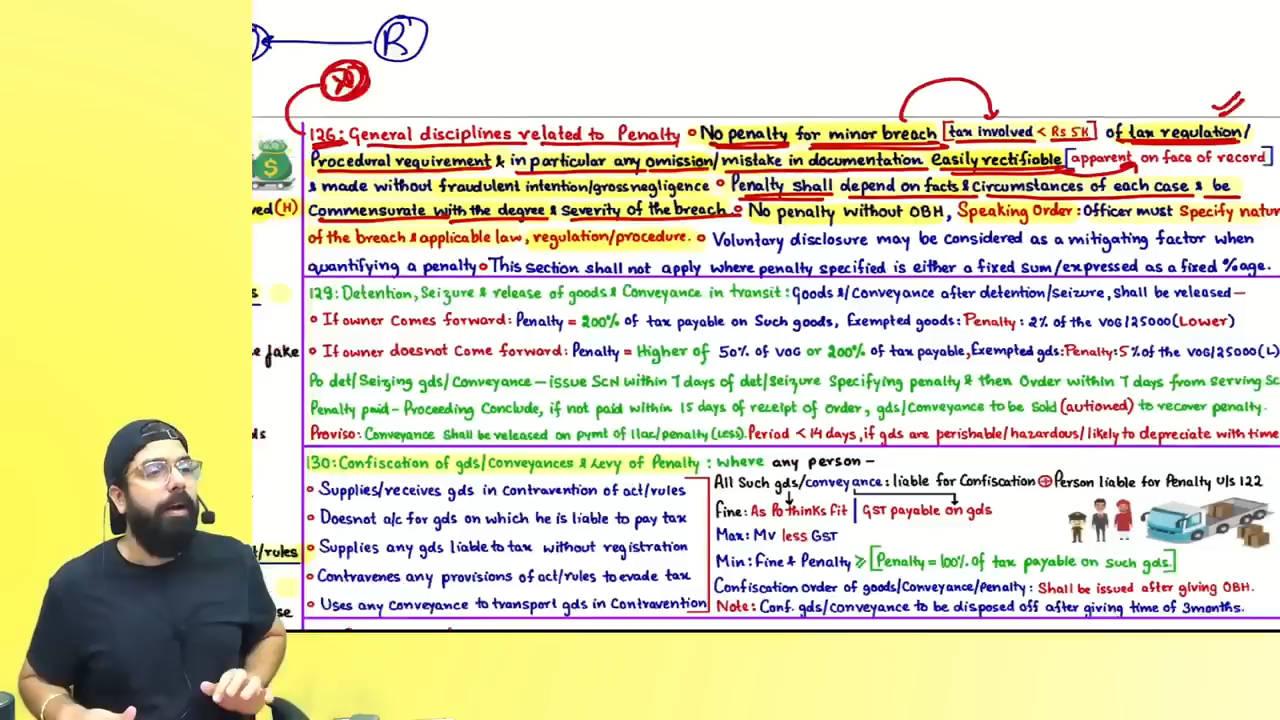 R
126: General disciplines related to Penalty No penalty for minor breach [tax involved < Rs 5K] of tax regulation/
Procedural requirement & in particular any omission/mistake in documentation easily rectifiable [apparent on face of record]
& made without fraudulent intention/gross negligence Penalty shall depend on facts & circumstances of each case & be
Commensurate with the degree & Severity of the breach. No penalty without OBH, Speaking Order: Officer must Specify natur
of the breach & applicable law, regulation/procedure. Voluntary disclosure may be considered as a mitigating factor when
quantifying a penalty This section shall not apply where penalty specified is either a fixed sum/expressed as a fixed %age.
ved (H)
s
e fake
ds
t/rules
se
129: Detention, Seizure & release of goods & Conveyance in transit: Goods &/Conveyance after detention/seizure, shall be released—
If owner Comes forward: Penalty = 200% of tax payable on Such goods, Exempted goods: Penalty: 2% of the VOG/25000 (Lower)
If owner doesnot Come forward: Penalty = Higher of 50% of VOG or 200% of tax payable, Exempted gds: Penalty: 5% of the VOG/25000 (L)
Po det/Seizing gds/Conveyance — issue SCN within 7 days of det/seizure Specifying penalty & then Order within 7 days from serving SC
Penalty paid - Proceeding Conclude, if not paid within 15 days of receipt of order, gds/Conveyance to be Sold (autioned) to recover penalty.
Proviso: Conveyance Shall be released on pymt of 1lac/penalty (less). Period < 14 days, if gds are perishable/hazardous/likely to depreciate with time
130: Confiscation of gds/Conveyances & Levy of Penalty: where any person —
Supplies/receives gds in contravention of act/rules
Doesnot a/c for gds on which he is liable to pay tax
Supplies any gds liable to tax without registration
Contravenes any provisions of act/rules to evade tax
Uses any conveyance to transport gds in Contravention
All Such gds/conveyance: liable for Confiscation ⊕ Person liable for Penalty u/s 122
Fine: As Po thinks Fit GST payable on gds
Max: MV less GST
Min: Fine & Penalty ≥ [Penalty = 100% of tax payable on such gds.]
Confiscation order of goods/Conveyance/penalty: Shall be issued after giving OBH.
Note: Conf. gds/conveyance to be disposed off after giving time of 3months.